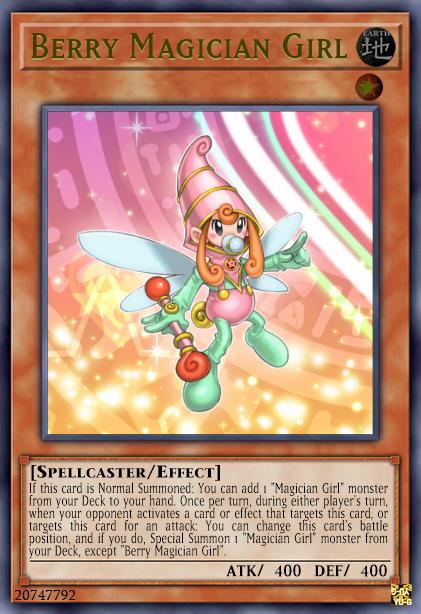 BERRY MAGICIAN GIRL
EARTH
地
[SPELLCASTER/EFFECT]
If this card is Normal Summoned: You can add 1 "Magician Girl" monster
from your Deck to your hand. Once per turn, during either player's turn,
when your opponent activates a card or effect that targets this card, or
targets this card for an attack: You can change this card's battle
position, and if you do, Special Summon 1 "Magician Girl" monster from
your Deck, except "Berry Magician Girl".
ATK/ 400 DEF/ 400
20747792